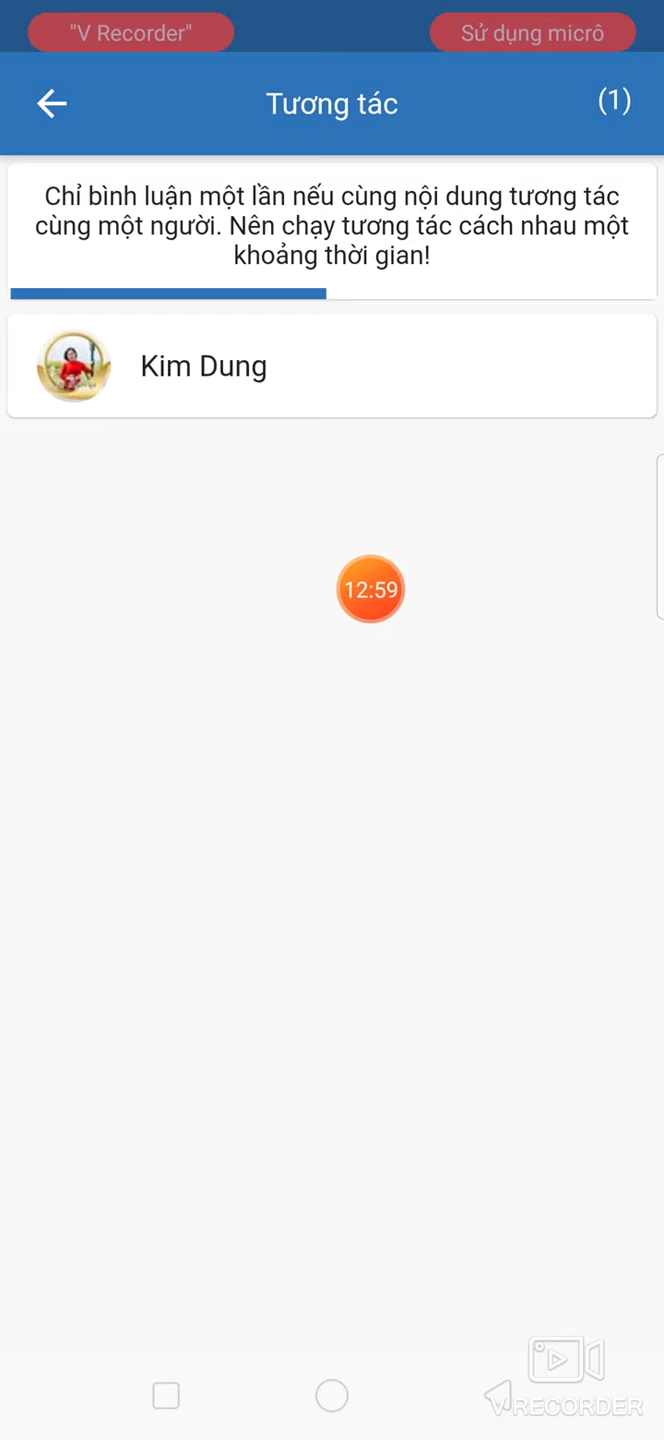 "V Recorder"
Sử dụng micrô
Tương tác
(1)
Chỉ bình luận một lần nếu cùng nội dung tương tác
cùng một người. Nên chạy tương tác cách nhau một
khoảng thời gian!
Kim Dung
12:59
V RECORDER